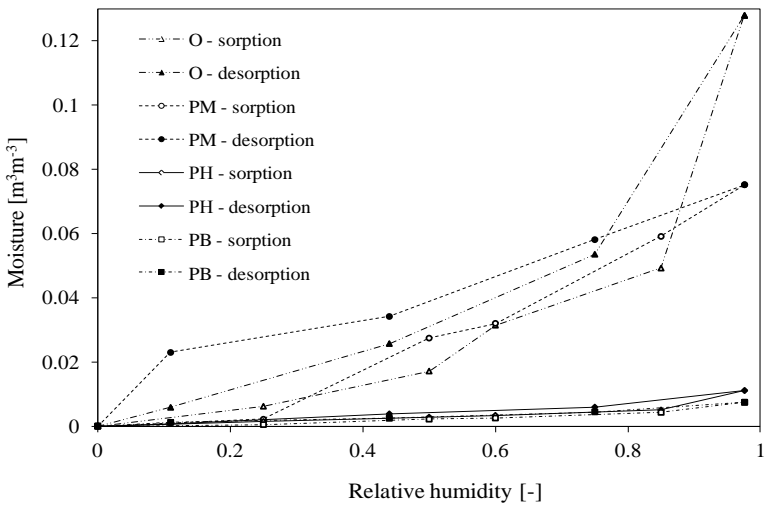 0.12
0.1
0.08
0.06
0.04
0.02
0
Moisture [m³m⁻³]
O - sorption
O - desorption
PM - sorption
PM - desorption
PH - sorption
PH - desorption
PB - sorption
PB - desorption
0 0.2 0.4 0.6 0.8 1
Relative humidity [-]